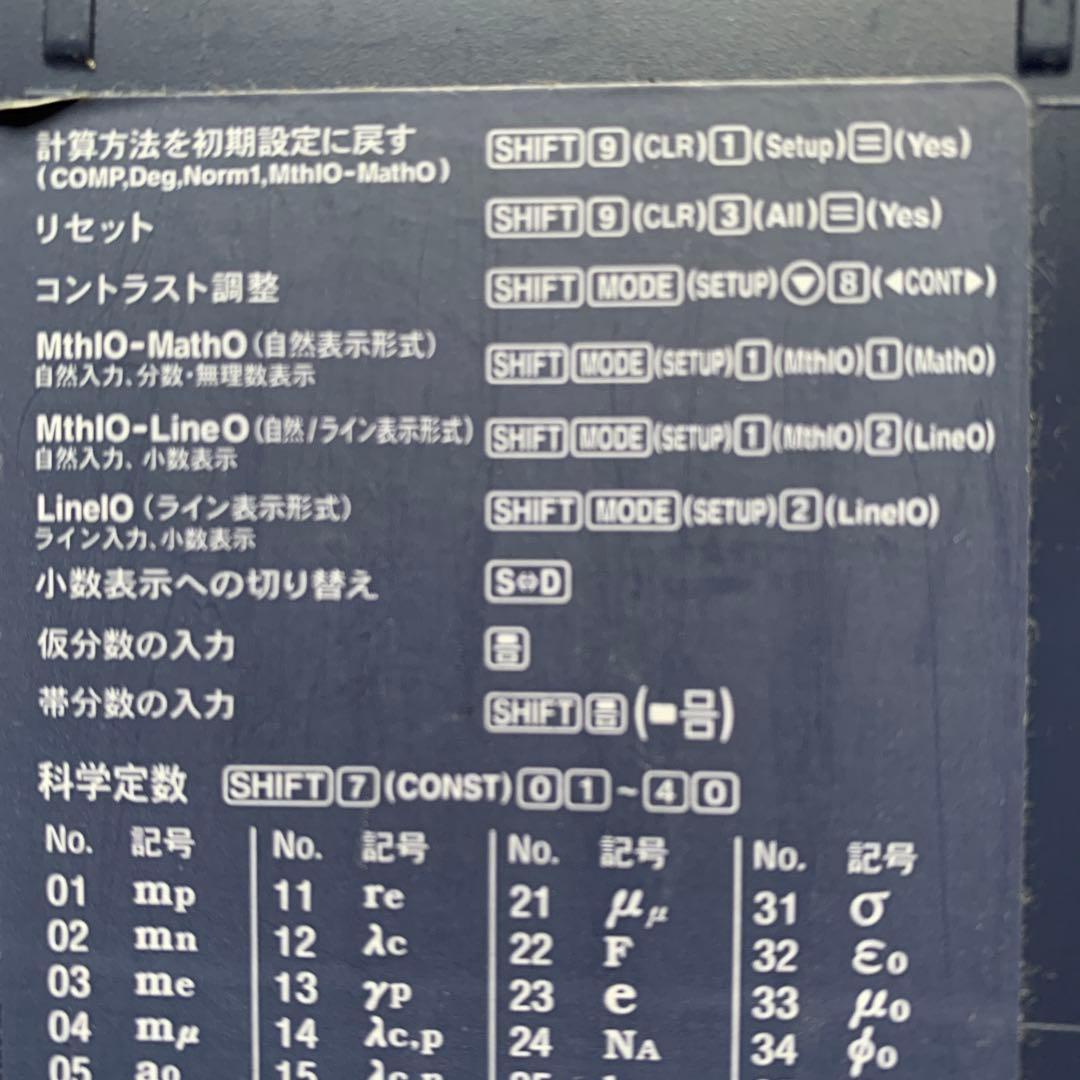 計算方法を初期設定に戻す SHIFT 9 (CLR) 1 (Setup) = (Yes)
(COMP,Deg,Norm1,MthIO-MathO)
リセット SHIFT 9 (CLR) 3 (All) = (Yes)
コントラスト調整 SHIFT MODE (SETUP) ▼ 8 (◀CONT▶)
MthIO-MathO (自然表示形式) SHIFT MODE (SETUP) 1 (MthIO) 1 (MathO)
自然入力、分数・無理数表示
MthIO-LineO (自然/ライン表示形式) SHIFT MODE (SETUP) 1 (MthIO) 2 (LineO)
自然入力、小数表示
LineIO (ライン表示形式) SHIFT MODE (SETUP) 2 (LineIO)
ライン入力、小数表示
小数表示への切り替え S⇔D
仮分数の入力
帯分数の入力 SHIFT
科学定数 SHIFT 7 (CONST) 0 1 ~ 4 0
No. 記号 No. 記号 No. 記号 No. 記号
01 mp 11 re 21 μμ 31 σ
02 mn 12 λc 22 F 32 ε0
03 me 13 γp 23 e 33 μ0
04 mμ 14 λc,p 24 NA 34 φ0
05 a0 15